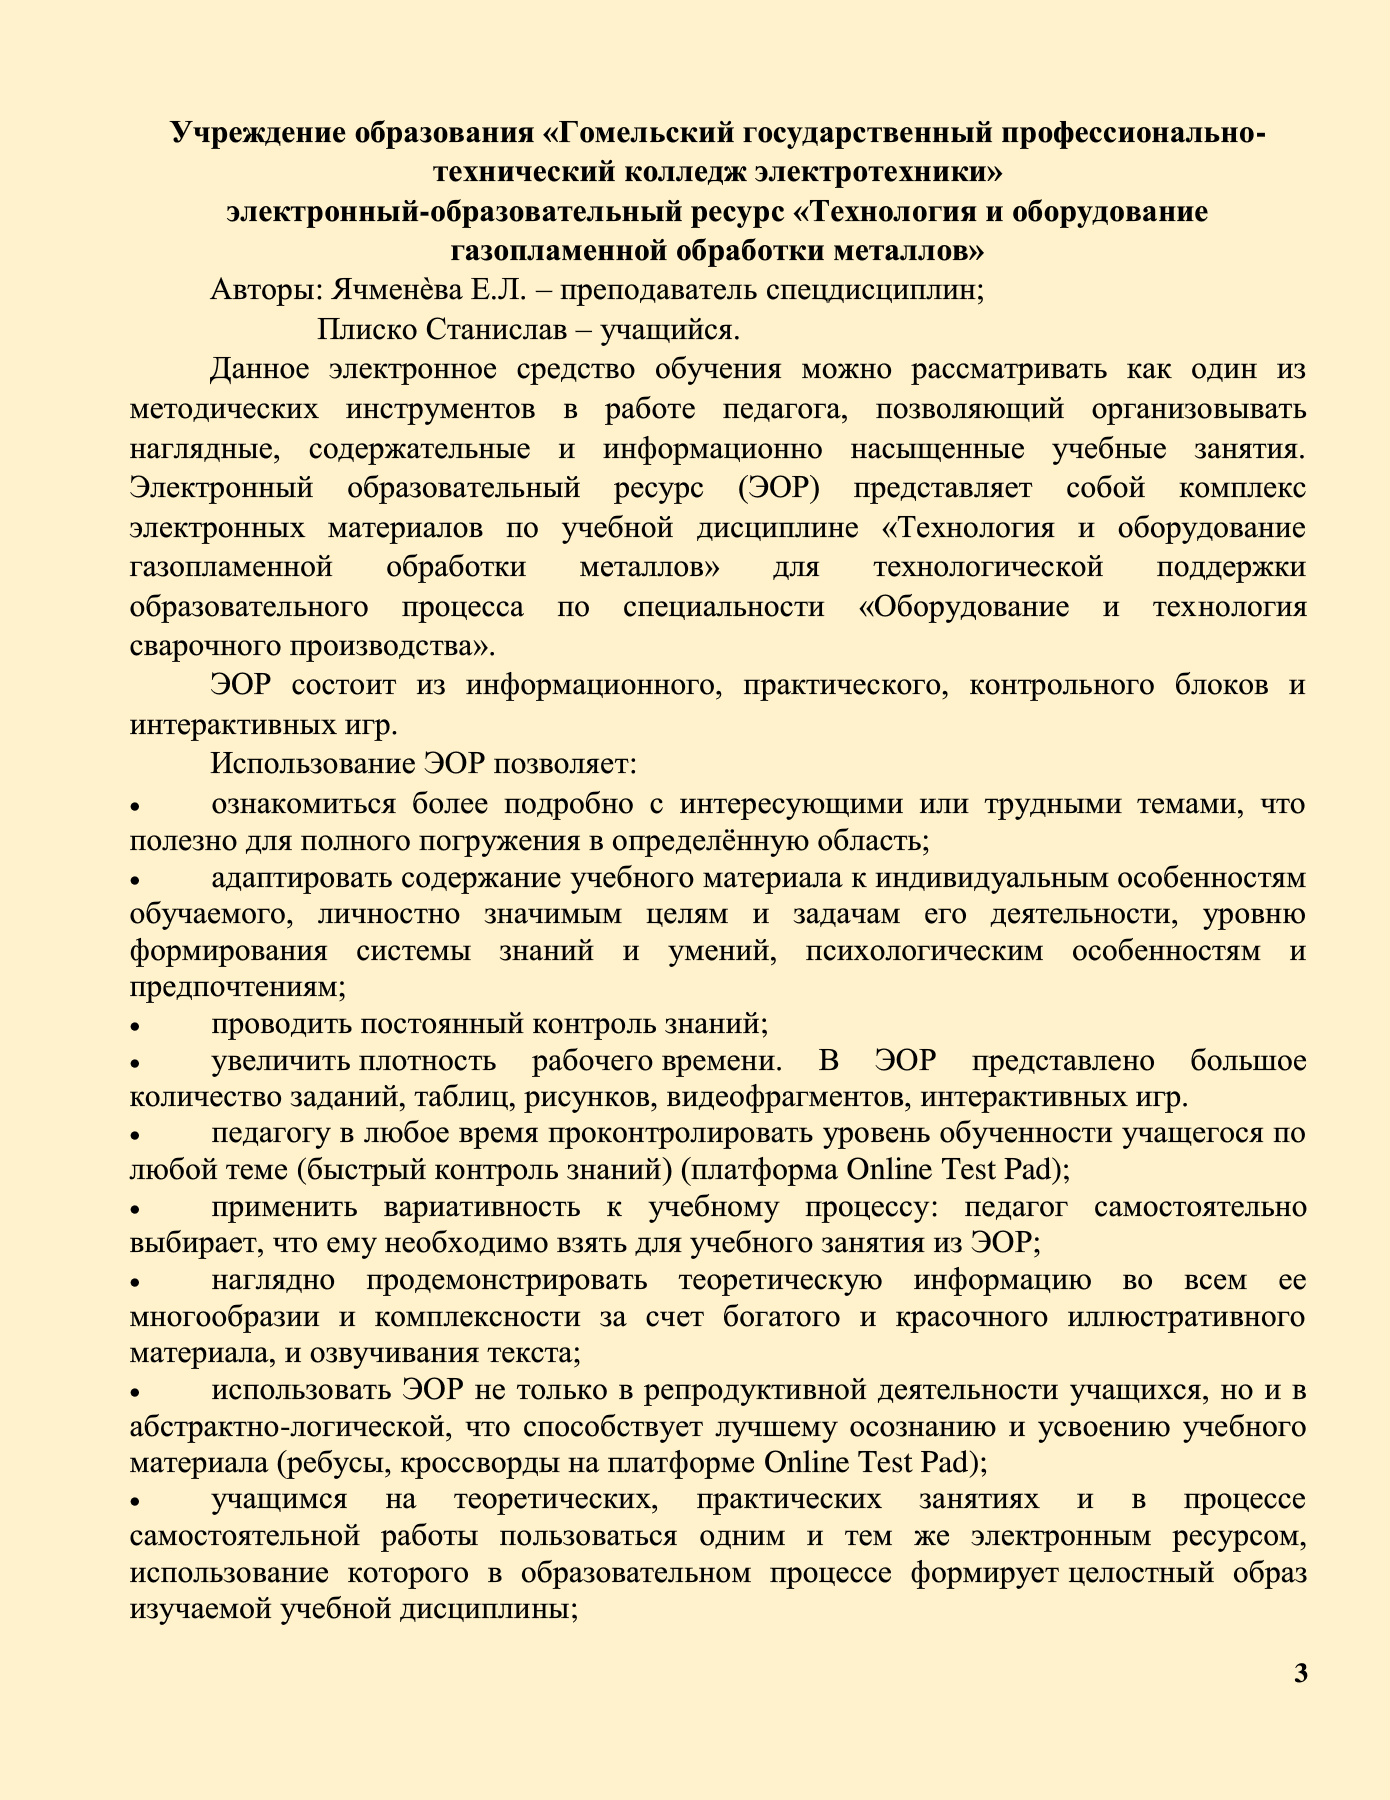 Учреждение образования «Гомельский государственный профессионально-
технический колледж электротехники»
электронный-образовательный ресурс «Технология и оборудование
газопламенной обработки металлов»
Авторы: Ячменѐва Е.Л. – преподаватель спецдисциплин;
Плиско Станислав – учащийся.
Данное электронное средство обучения можно рассматривать как один из
методических инструментов в работе педагога, позволяющий организовывать
наглядные, содержательные и информационно насыщенные учебные занятия.
Электронный образовательный ресурс (ЭОР) представляет собой комплекс
электронных материалов по учебной дисциплине «Технология и оборудование
газопламенной обработки металлов» для технологической поддержки
образовательного процесса по специальности «Оборудование и технология
сварочного производства».
ЭОР состоит из информационного, практического, контрольного блоков и
интерактивных игр.
Использование ЭОР позволяет:
• ознакомиться более подробно с интересующими или трудными темами, что
полезно для полного погружения в определённую область;
• адаптировать содержание учебного материала к индивидуальным особенностям
обучаемого, личностно значимым целям и задачам его деятельности, уровню
формирования системы знаний и умений, психологическим особенностям и
предпочтениям;
• проводить постоянный контроль знаний;
• увеличить плотность рабочего времени. В ЭОР представлено большое
количество заданий, таблиц, рисунков, видеофрагментов, интерактивных игр.
• педагогу в любое время проконтролировать уровень обученности учащегося по
любой теме (быстрый контроль знаний) (платформа Online Test Pad);
• применить вариативность к учебному процессу: педагог самостоятельно
выбирает, что ему необходимо взять для учебного занятия из ЭОР;
• наглядно продемонстрировать теоретическую информацию во всем ее
многообразии и комплексности за счет богатого и красочного иллюстративного
материала, и озвучивания текста;
• использовать ЭОР не только в репродуктивной деятельности учащихся, но и в
абстрактно-логической, что способствует лучшему осознанию и усвоению учебного
материала (ребусы, кроссворды на платформе Online Test Pad);
• учащимся на теоретических, практических занятиях и в процессе
самостоятельной работы пользоваться одним и тем же электронным ресурсом,
использование которого в образовательном процессе формирует целостный образ
изучаемой учебной дисциплины;
3